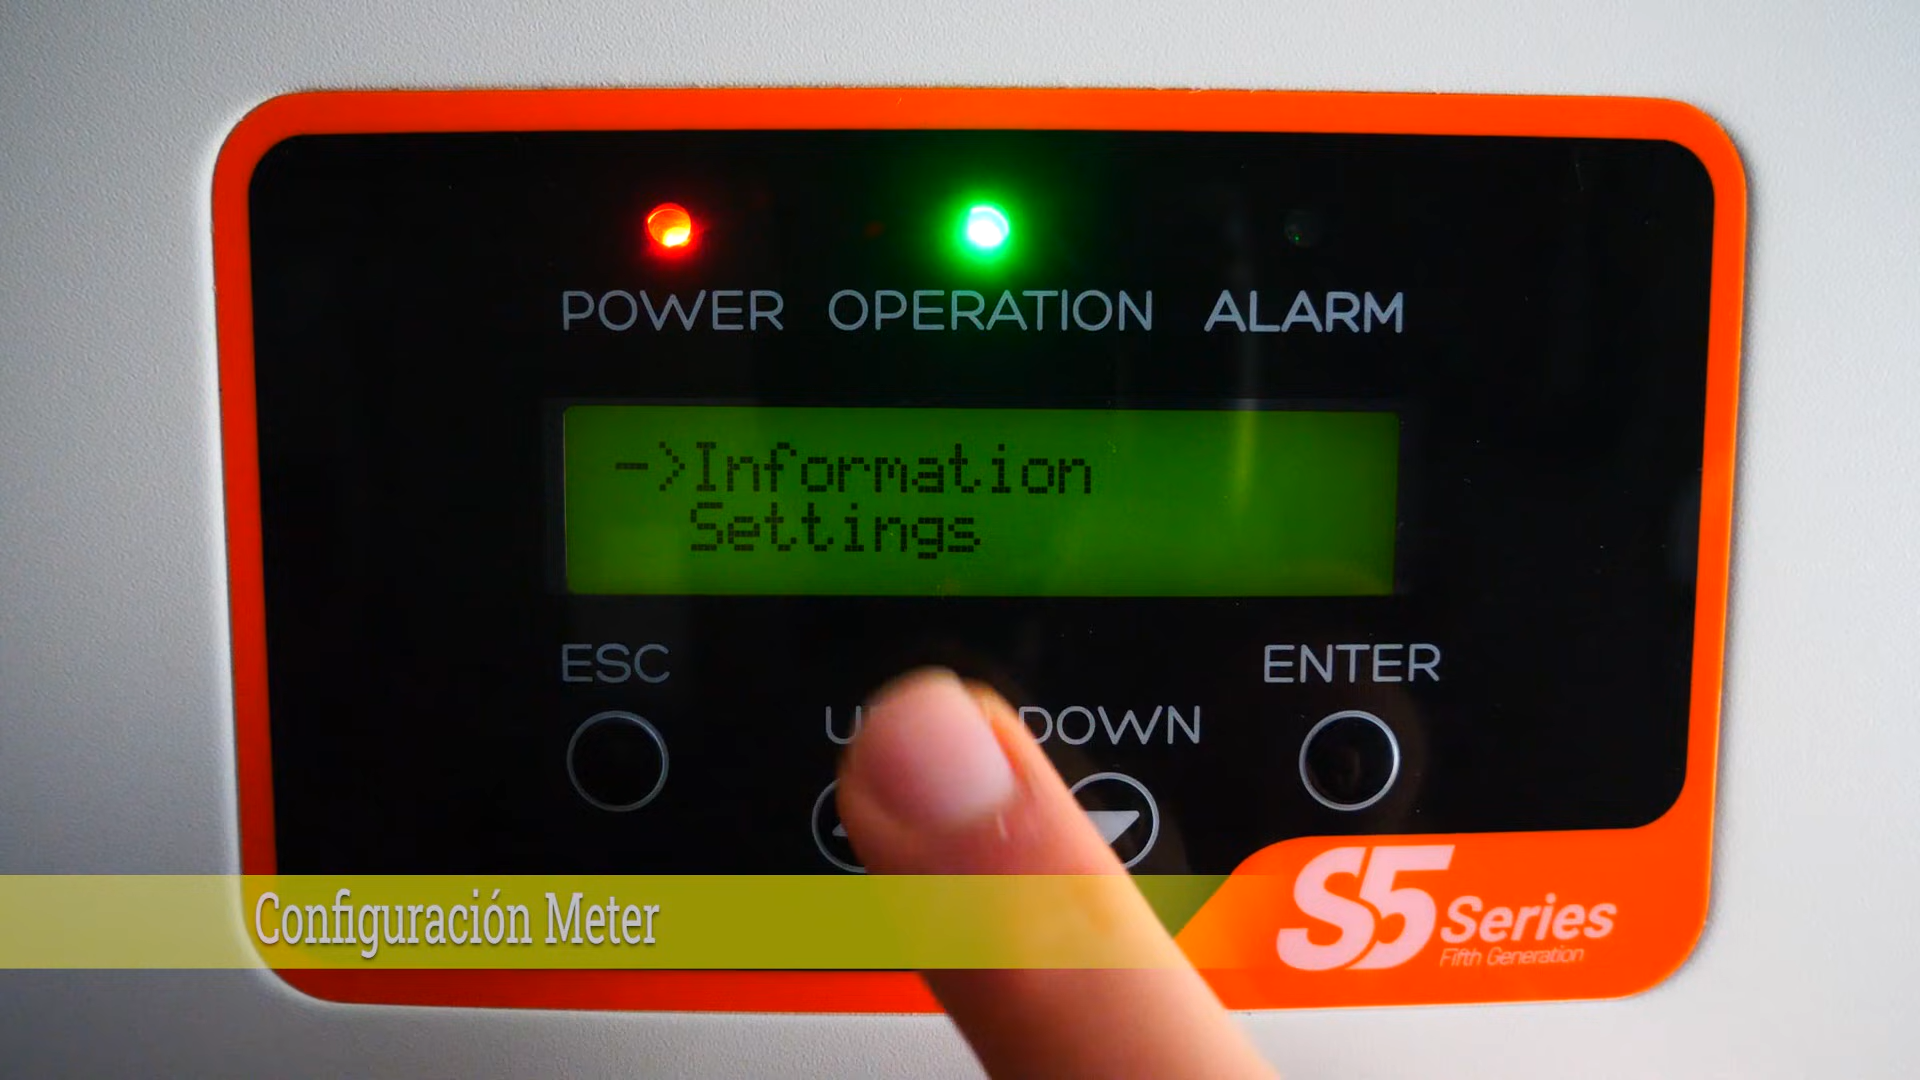 POWER OPERATION ALARM
->Information
Settings
ESC
ENTER
DOWN
Configuración Meter
S5 Series
Fifth Generation